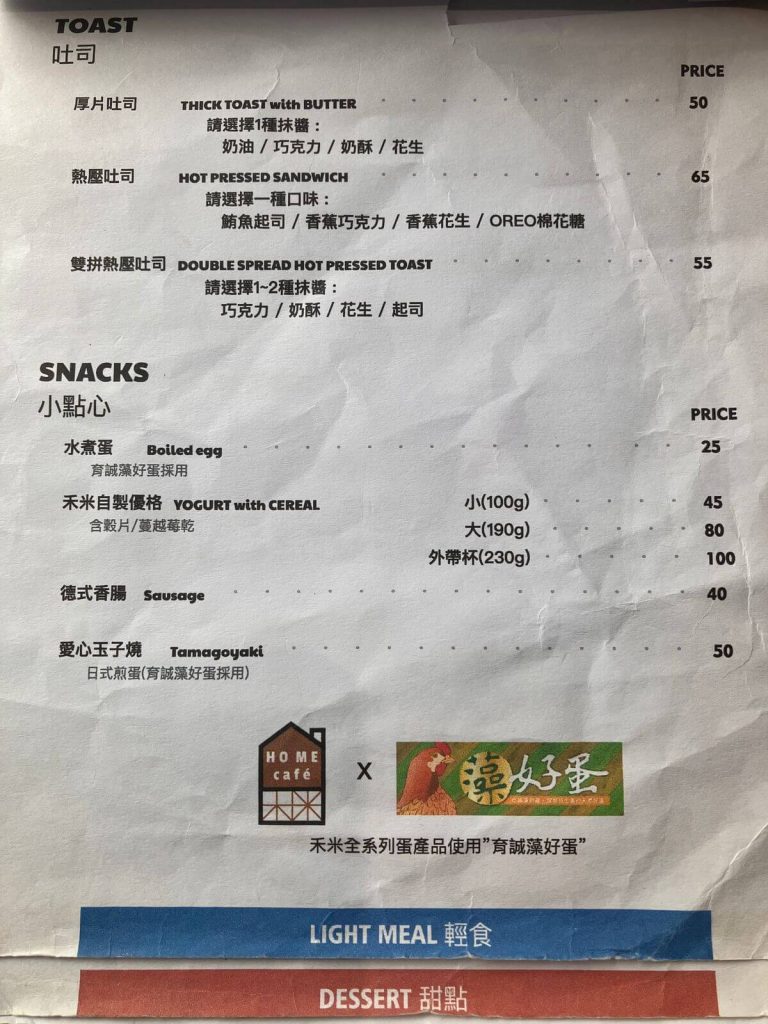 TOAST
吐司
PRICE
厚片吐司 THICK TOAST with BUTTER 50
請選擇1種抹醬：
奶油 / 巧克力 / 奶酥 / 花生
熱壓吐司 HOT PRESSED SANDWICH 65
請選擇一種口味：
鮪魚起司 / 香蕉巧克力 / 香蕉花生 / OREO棉花糖
雙拼熱壓吐司 DOUBLE SPREAD HOT PRESSED TOAST 55
請選擇1~2種抹醬：
巧克力 / 奶酥 / 花生 / 起司
SNACKS
小點心
PRICE
水煮蛋 Boiled egg 25
育誠藻好蛋採用
禾米自製優格 YOGURT with CEREAL 小(100g) 45
含穀片/蔓越莓乾 大(190g) 80
外帶杯(230g) 100
德式香腸 Sausage 40
愛心玉子燒 Tamagoyaki 50
日式煎蛋(育誠藻好蛋採用)
HOME
café
X
藻好蛋
禾米全系列蛋產品使用”育誠藻好蛋”
LIGHT MEAL 輕食
DESSERT 甜點